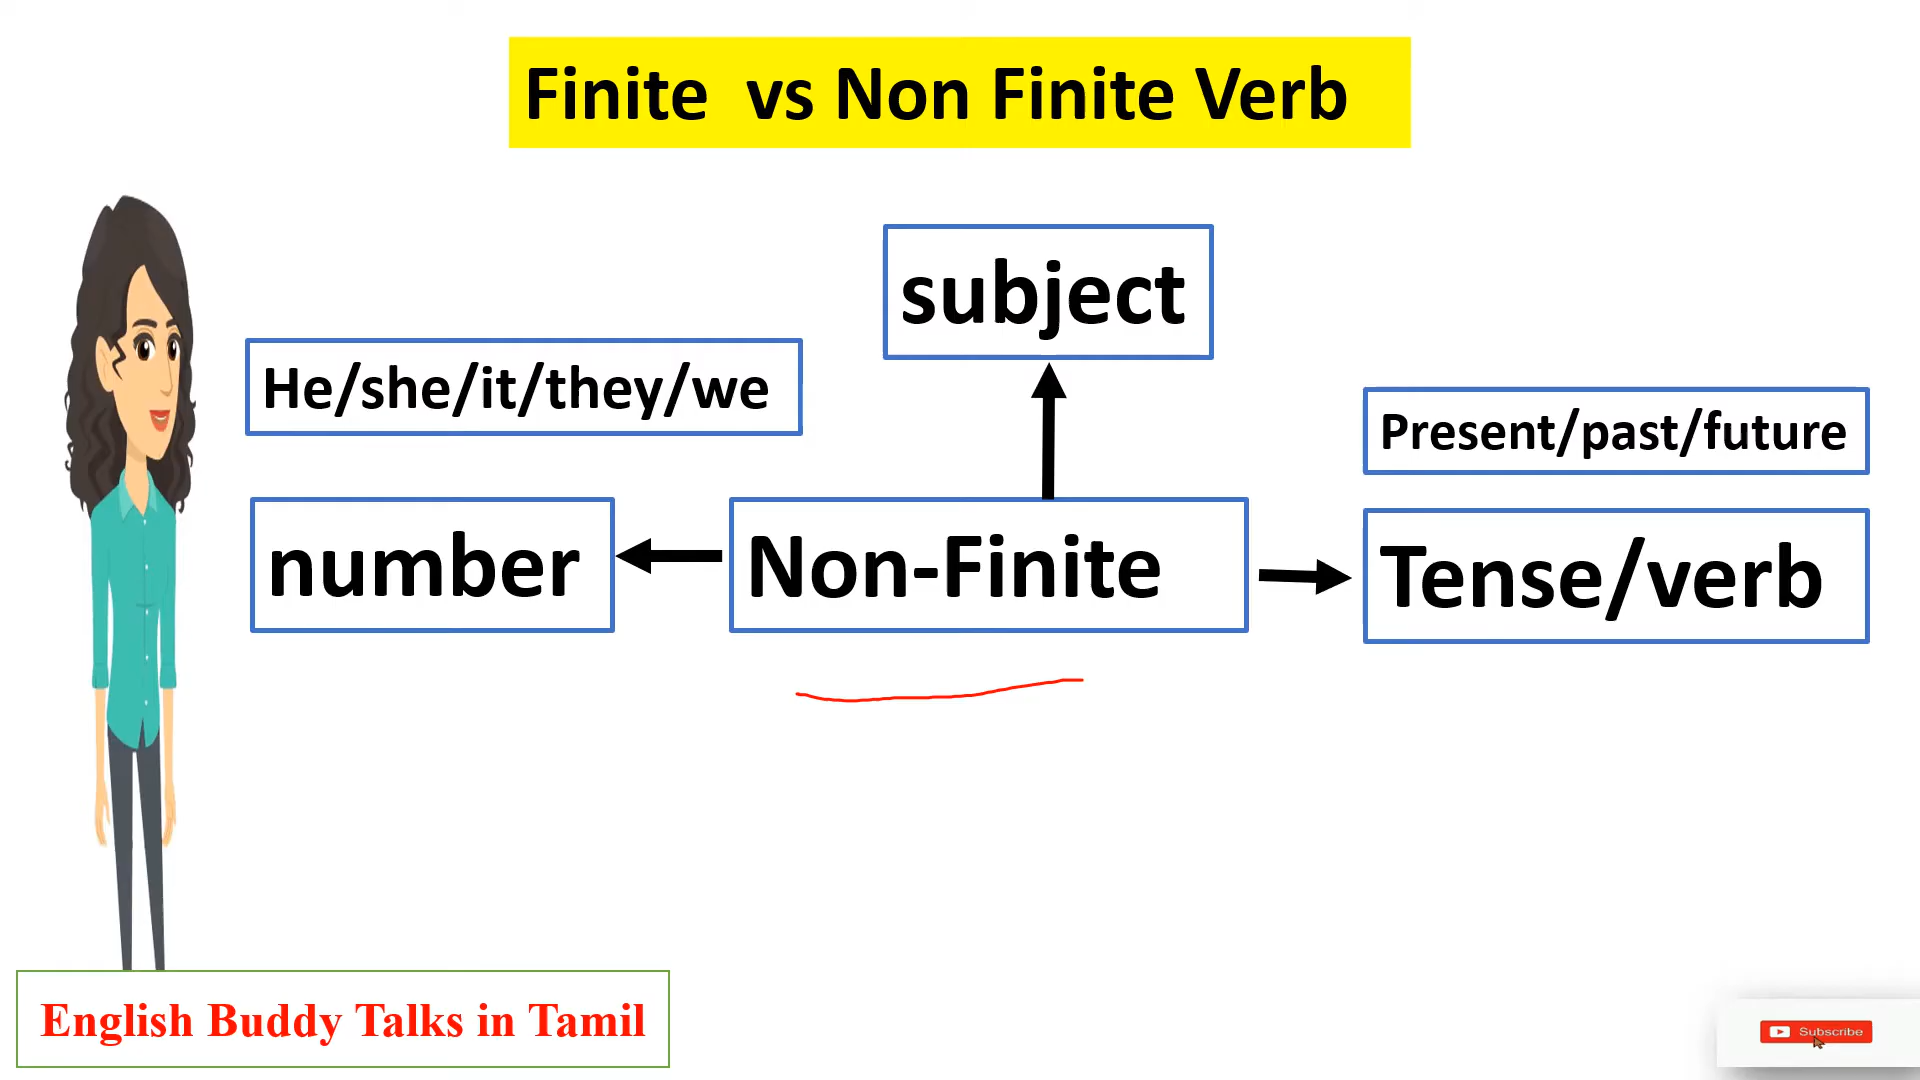 Finite vs Non Finite Verb
subject
He/she/it/they/we
Present/past/future
number
Non-Finite
Tense/verb
English Buddy Talks in Tamil
Subscribe